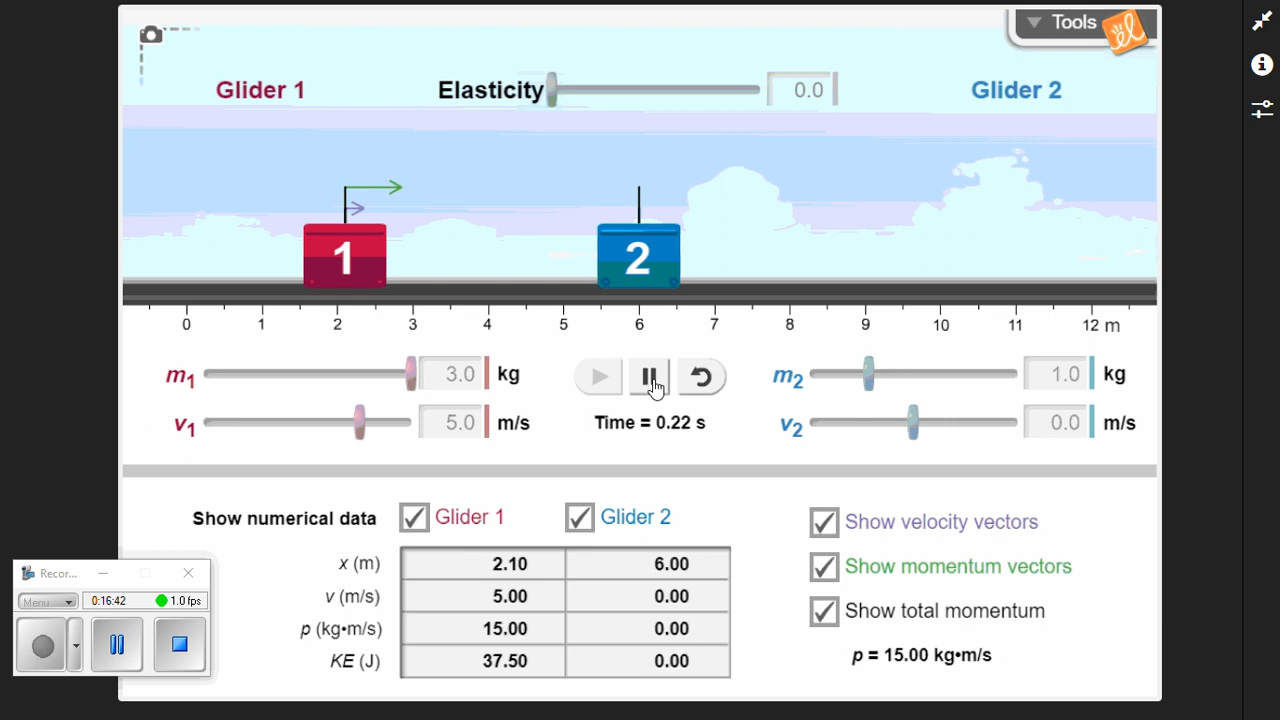 Tools
Glider 1
Elasticity
0.0
Glider 2
1
2
0 1 2 3 4 5 6 7 8 9 10 11 12 m
m1 3.0 kg
m2 1.0 kg
v1 5.0 m/s
Time = 0.22 s
v2 0.0 m/s
Show numerical data
Glider 1
Glider 2
x (m) 2.10 6.00
v (m/s) 5.00 0.00
p (kg•m/s) 15.00 0.00
KE (J) 37.50 0.00
Show velocity vectors
Show momentum vectors
Show total momentum
p = 15.00 kg•m/s
Recor...
Menu
0:16:42
1.0 fps